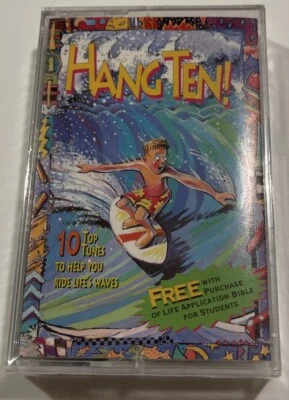 HANG TEN!
10 TOP
TUNES
TO HELP YOU
RIDE LIFE'S WAVES
FREE WITH
PURCHASE
OF LIFE APPLICATION BIBLE
FOR STUDENTS